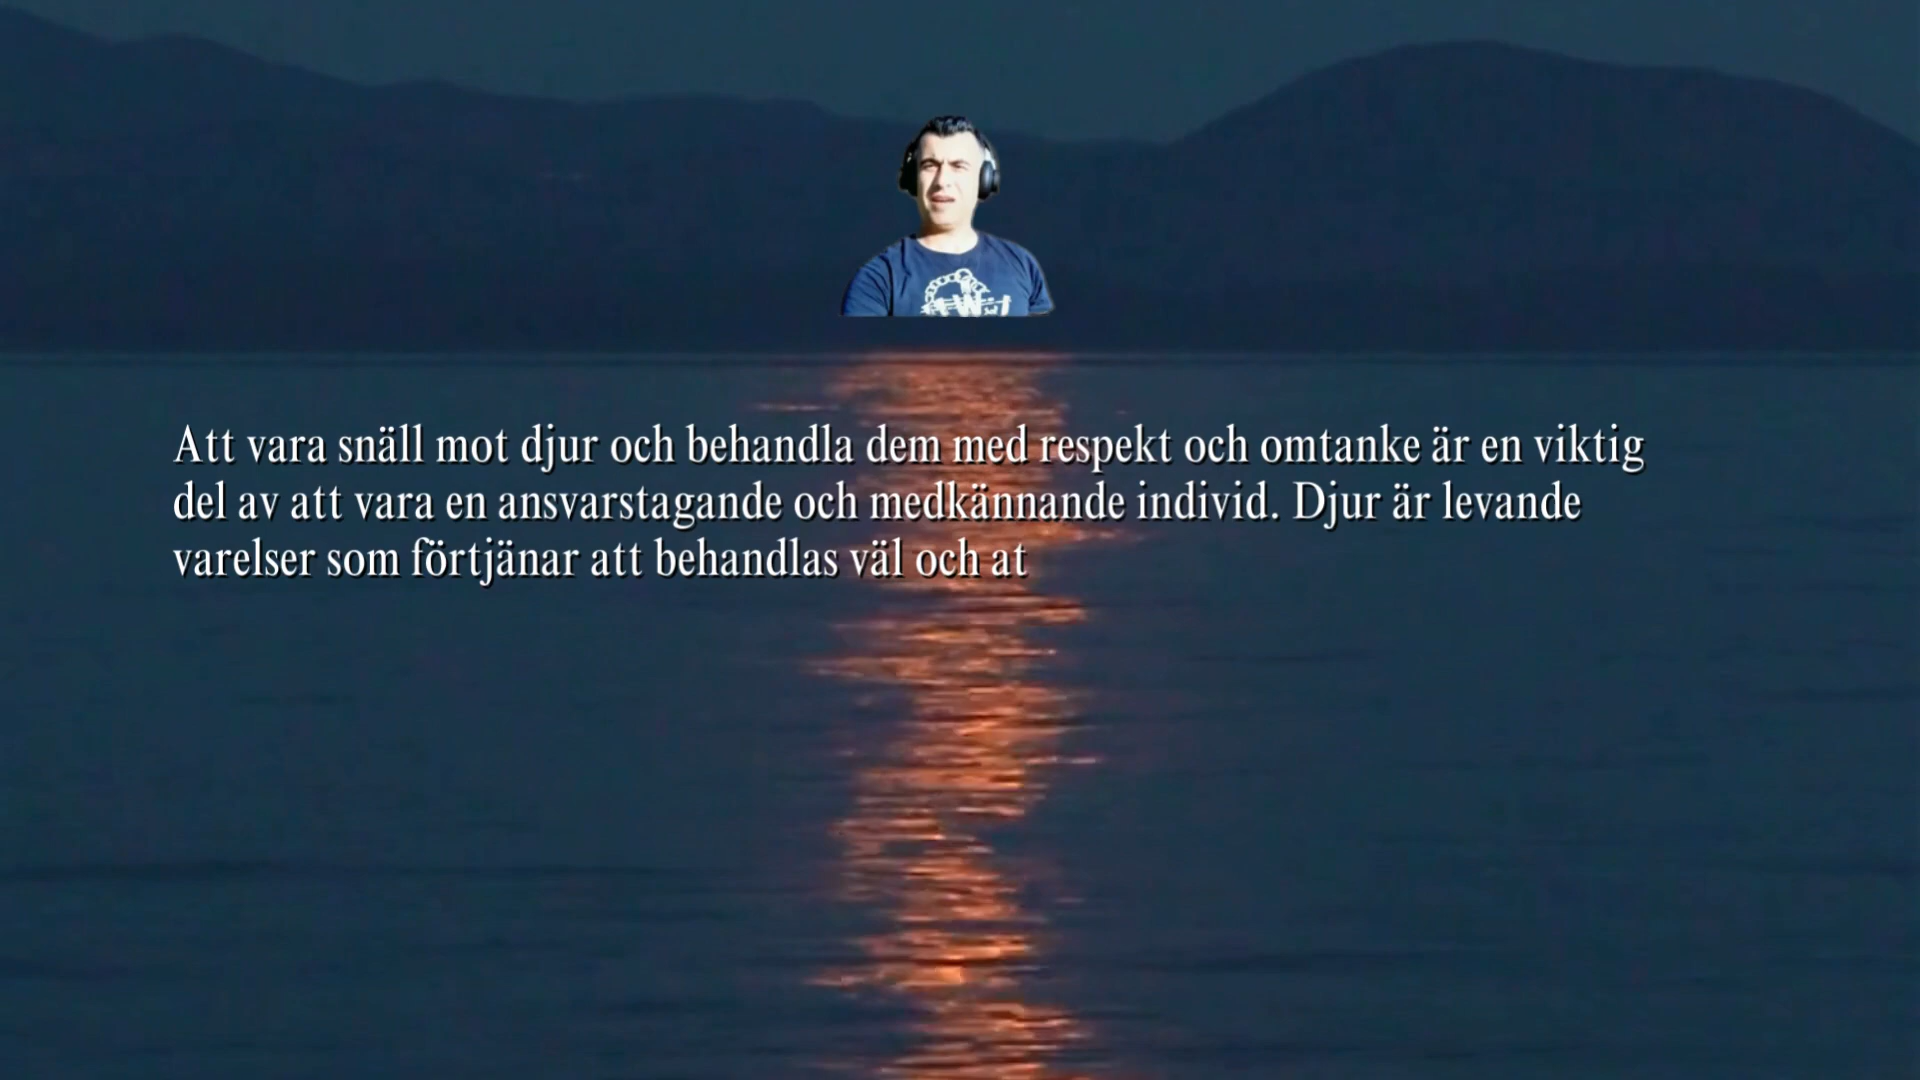 Att vara snäll mot djur och behandla dem med respekt och omtanke är en viktig
del av att vara en ansvarstagande och medkännande individ. Djur är levande
varelser som förtjänar att behandlas väl och at